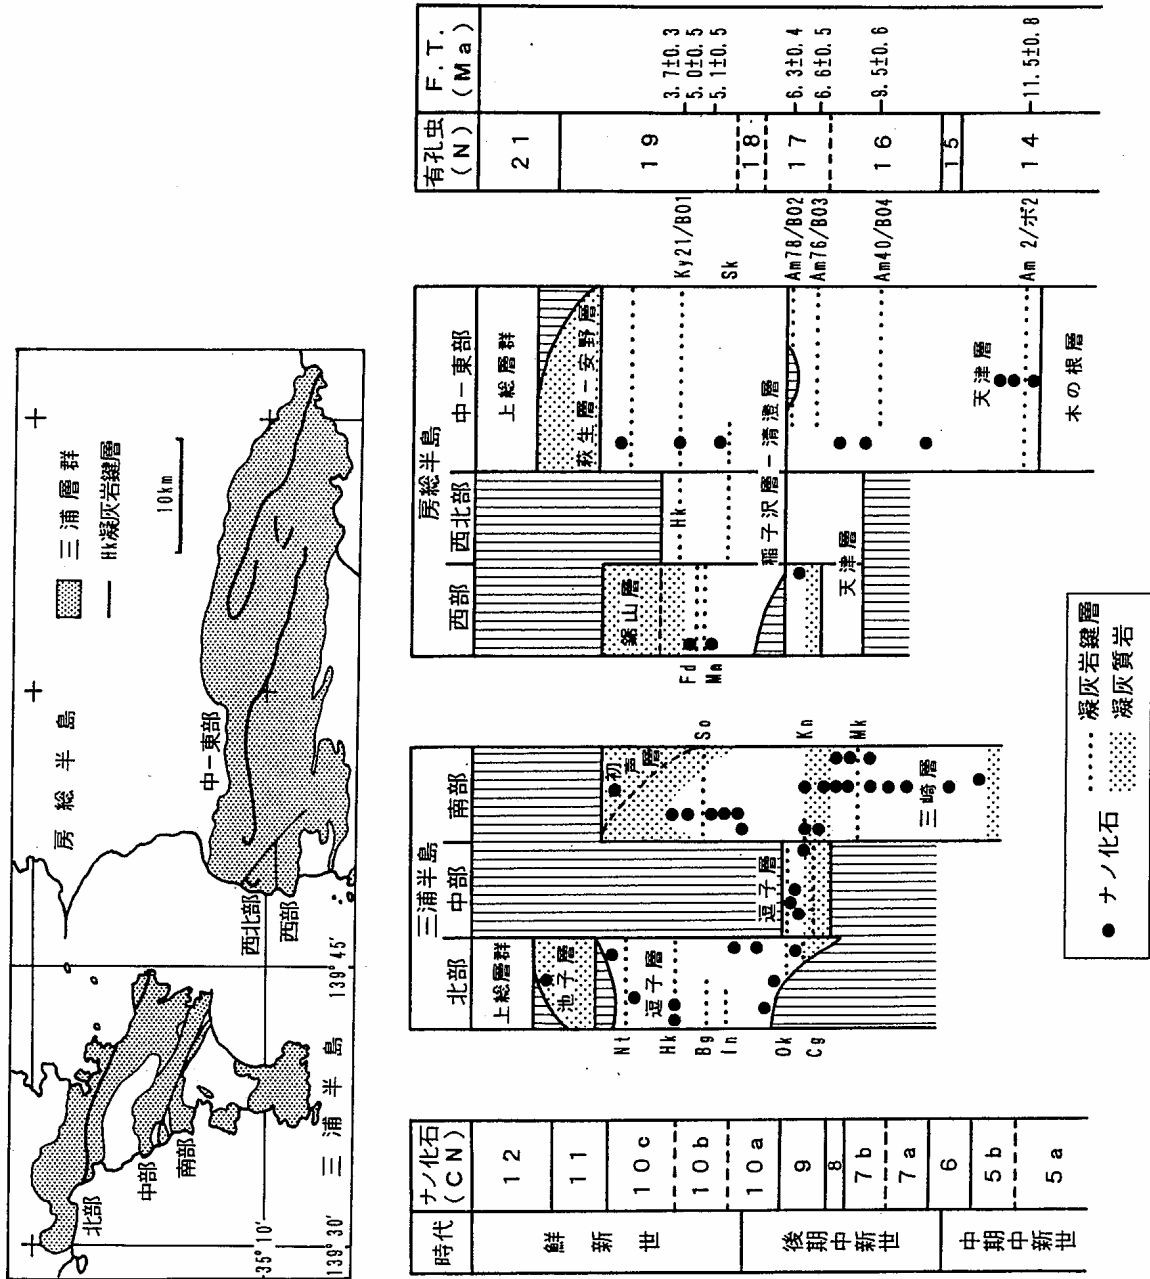 房総半島
三浦層群
Hk凝灰岩鍵層
10km
中−東部
西北部
西部
北部
中部
南部
三浦半島
35° 10′
139° 30′
139° 45′
時代
鮮新世
後期中新世
中期中新世
ナノ化石
(CN)
12
11
10c
10b
10a
9
8
7b
7a
6
5b
5a
三浦半島
北部
中部
南部
上総層群
池子層
逗子層
Nt
Hk
Bg
In
Ok
Cg
逗子層
初声層
三崎層
So
Kn
Mk
房総半島
西部
西北部
中−東部
鋸山層
Fd
Mn
Hk
稲子沢層−清澄層
天津層
上総層群
萩生層−安野層
天津層
木の根層
Ky21/BO1
Sk
Am78/BO2
Am76/BO3
Am40/BO4
Am 2/ボ2
有孔虫
(N)
21
19
18
17
16
15
14
F.T.
(Ma)
3.7±0.3
5.0±0.5
5.1±0.5
6.3±0.4
6.6±0.5
9.5±0.6
11.5±0.8
ナノ化石
凝灰岩鍵層
凝灰質岩